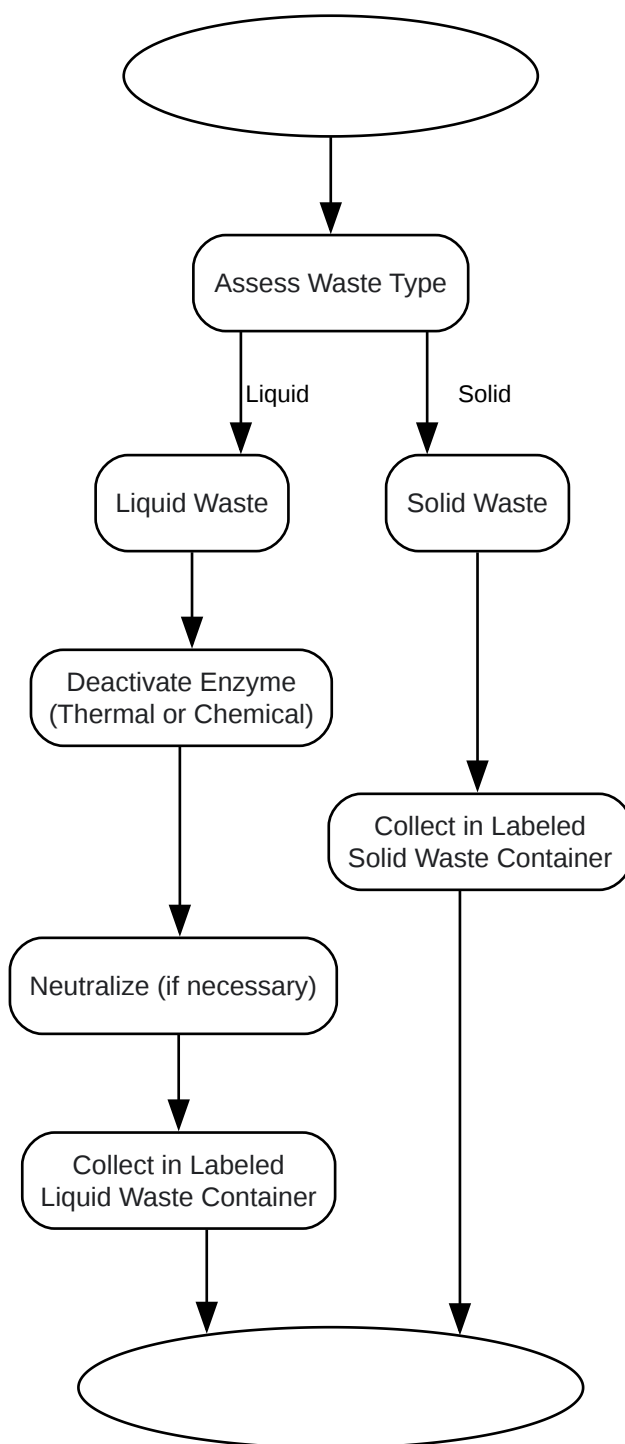 Assess Waste Type
Liquid
Solid
Liquid Waste
Solid Waste
Deactivate Enzyme
(Thermal or Chemical)
Collect in Labeled
Solid Waste Container
Neutralize (if necessary)
Collect in Labeled
Liquid Waste Container